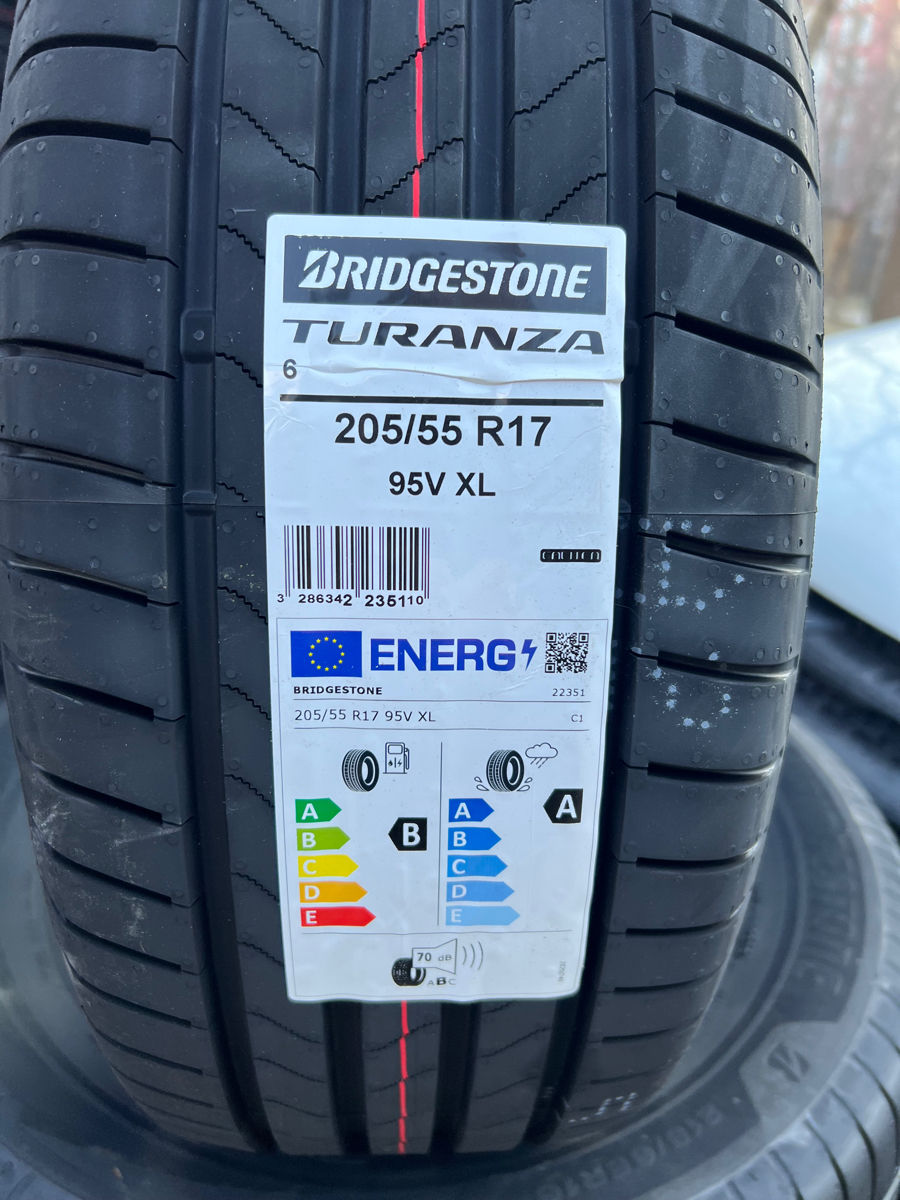 BRIDGESTONE
TURANZA
6
205/55 R17
95V XL
3 286342 235110
ENERG
BRIDGESTONE
22351
205/55 R17 95V XL
C1
A
B
C
D
E
B
A
B
C
D
E
A
70 dB
ABC